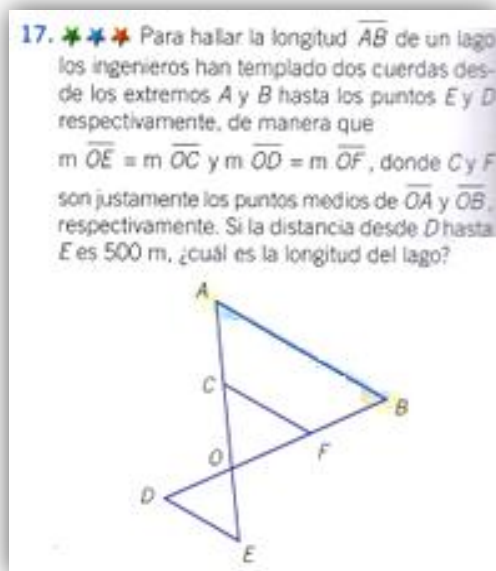 17. Para hallar la longitud AB de un lago
los ingenieros han templado dos cuerdas des-
de los extremos A y B hasta los puntos E y D
respectivamente, de manera que
m OE = m OC y m OD = m OF, donde C y F
son justamente los puntos medios de OA y OB,
respectivamente. Si la distancia desde D hasta
E es 500 m, ¿cuál es la longitud del lago?
A
C
B
F
O
D
E